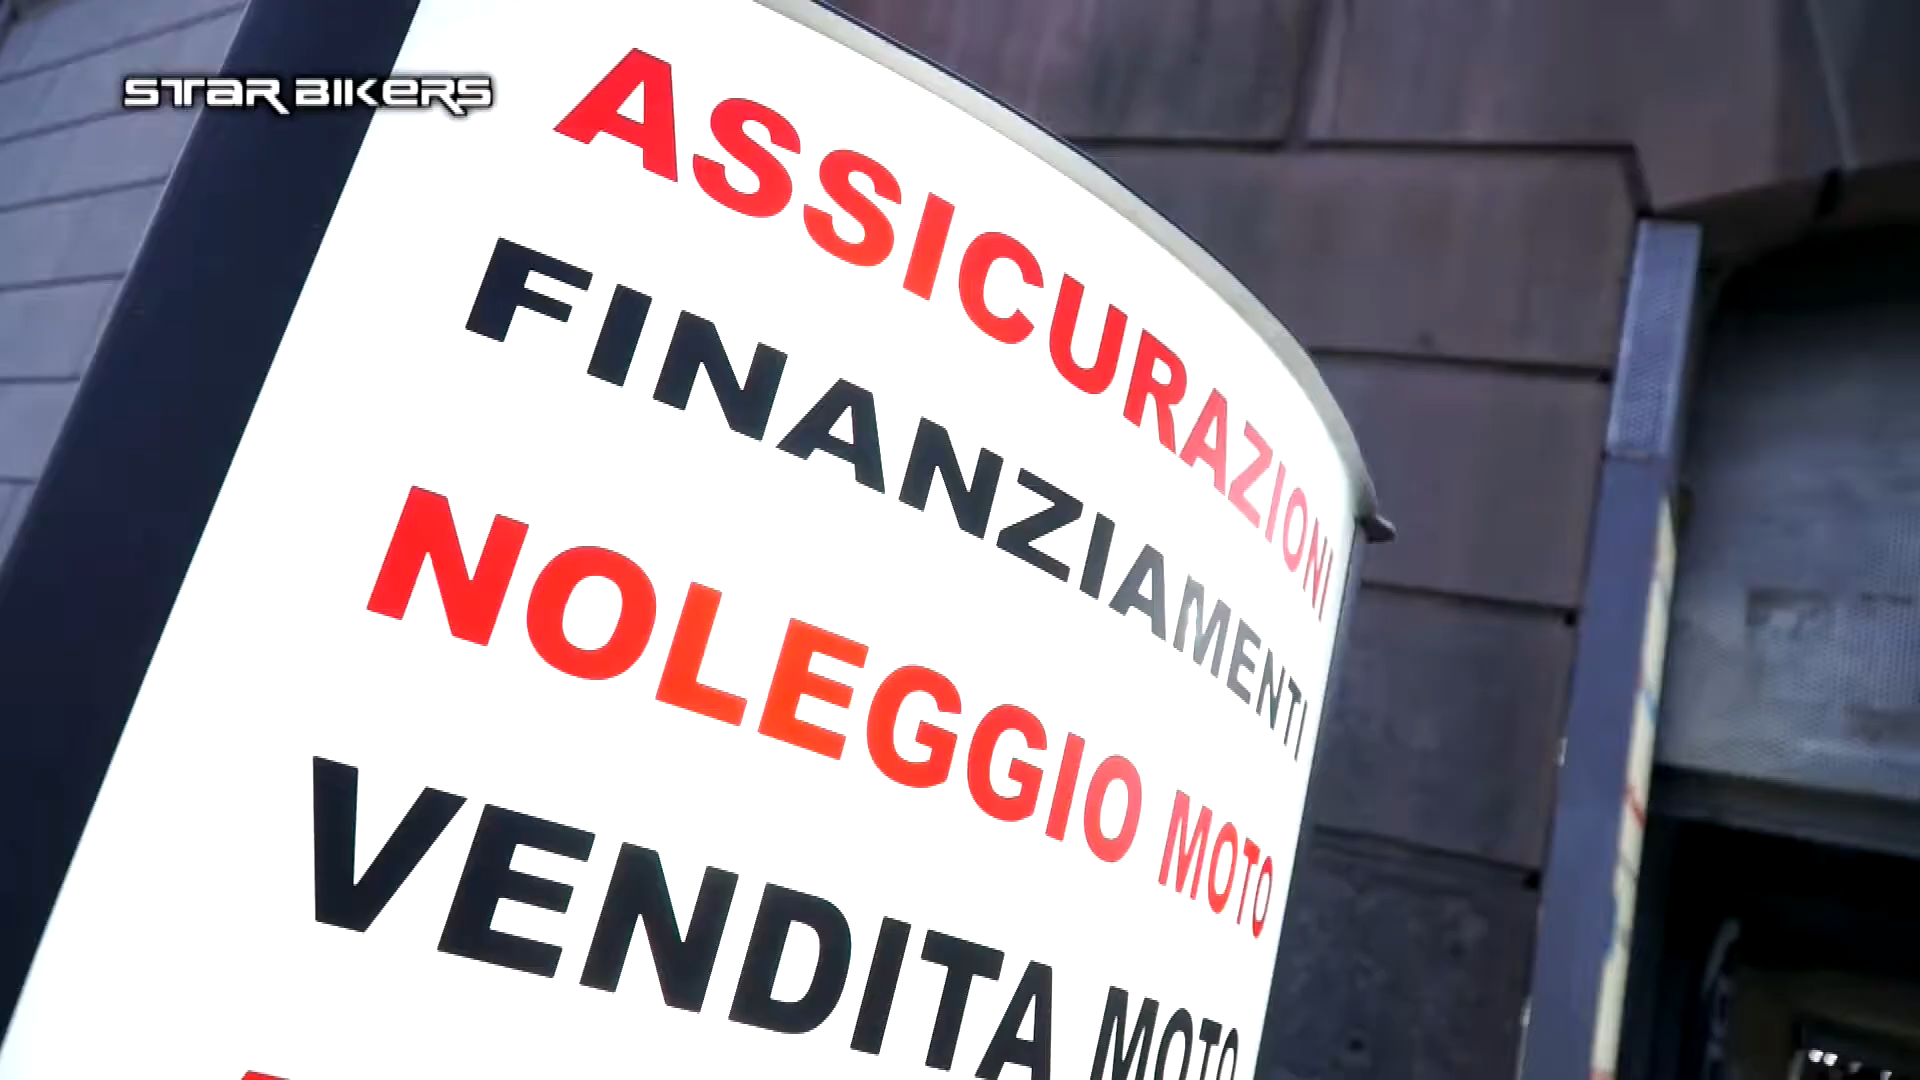 STAR BIKERS
ASSICURAZIONI
FINANZIAMENTI
NOLEGGIO MOTO
VENDITA MOTO